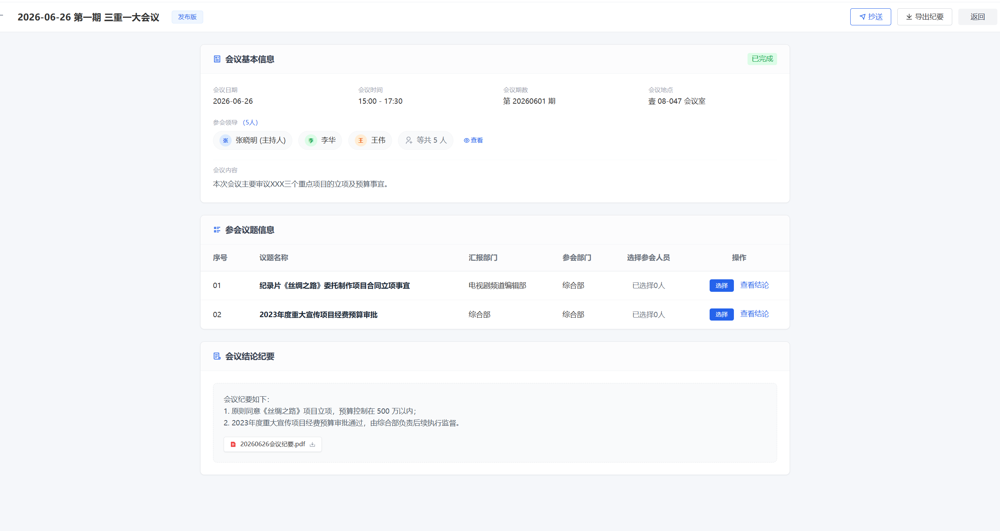 2026-06-26 第一期 三重一大会议 发布版 抄送 导出纪要 返回
会议基本信息 已完成
会议日期 会议时间 会议期数 会议地点
2026-06-26 15:00 - 17:30 第 20260601 期 壹 08-047 会议室
参会领导 (5人)
张 张晓明 (主持人) 李 李华 王 王伟 等共 5 人 查看
会议内容
本次会议主要审议XXX三个重点项目的立项及预算事宜。
参会议题信息
序号 议题名称 汇报部门 参会部门 选择参会人员 操作
01 纪录片《丝绸之路》委托制作项目合同立项事宜 电视剧频道编辑部 综合部 已选择0人 选择 查看结论
02 2023年度重大宣传项目经费预算审批 综合部 综合部 已选择0人 选择 查看结论
会议结论纪要
会议纪要如下：
1. 原则同意《丝绸之路》项目立项，预算控制在 500 万以内；
2. 2023年度重大宣传项目经费预算审批通过，由综合部负责后续执行监督。
20260626会议纪要.pdf